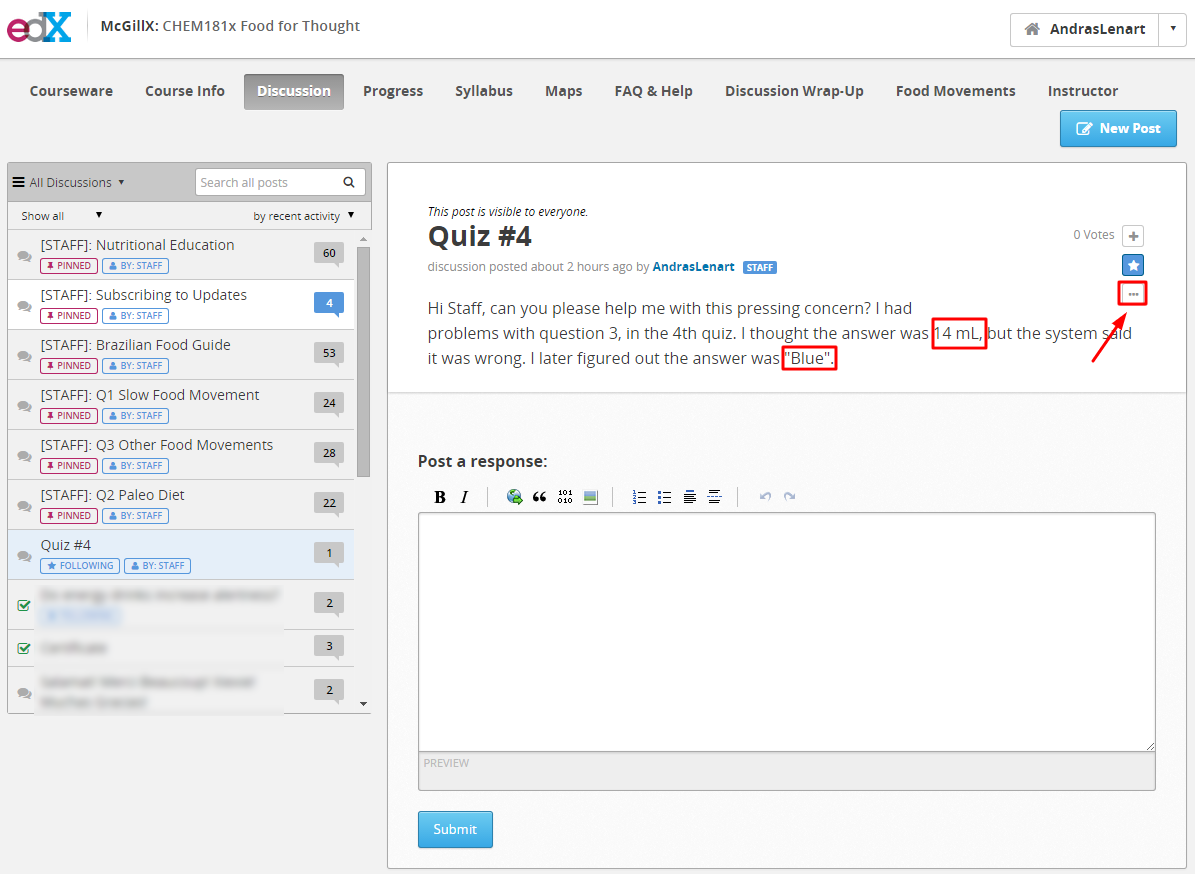 edX
McGillX: CHEM181x Food for Thought
AndrasLenart
Courseware
Course Info
Discussion
Progress
Syllabus
Maps
FAQ & Help
Discussion Wrap-Up
Food Movements
Instructor
New Post
All Discussions
Search all posts
Show all
by recent activity
[STAFF]: Nutritional Education
60
PINNED
BY: STAFF
[STAFF]: Subscribing to Updates
4
PINNED
BY: STAFF
[STAFF]: Brazilian Food Guide
53
PINNED
BY: STAFF
[STAFF]: Q1 Slow Food Movement
24
PINNED
BY: STAFF
[STAFF]: Q3 Other Food Movements
28
PINNED
BY: STAFF
[STAFF]: Q2 Paleo Diet
22
PINNED
BY: STAFF
Quiz #4
1
FOLLOWING
BY: STAFF
2
3
2
This post is visible to everyone.
Quiz #4
0 Votes
discussion posted about 2 hours ago by AndrasLenart STAFF
Hi Staff, can you please help me with this pressing concern? I had
problems with question 3, in the 4th quiz. I thought the answer was 14 mL, but the system said
it was wrong. I later figured out the answer was "Blue".
Post a response:
B I
101
010
PREVIEW
Submit